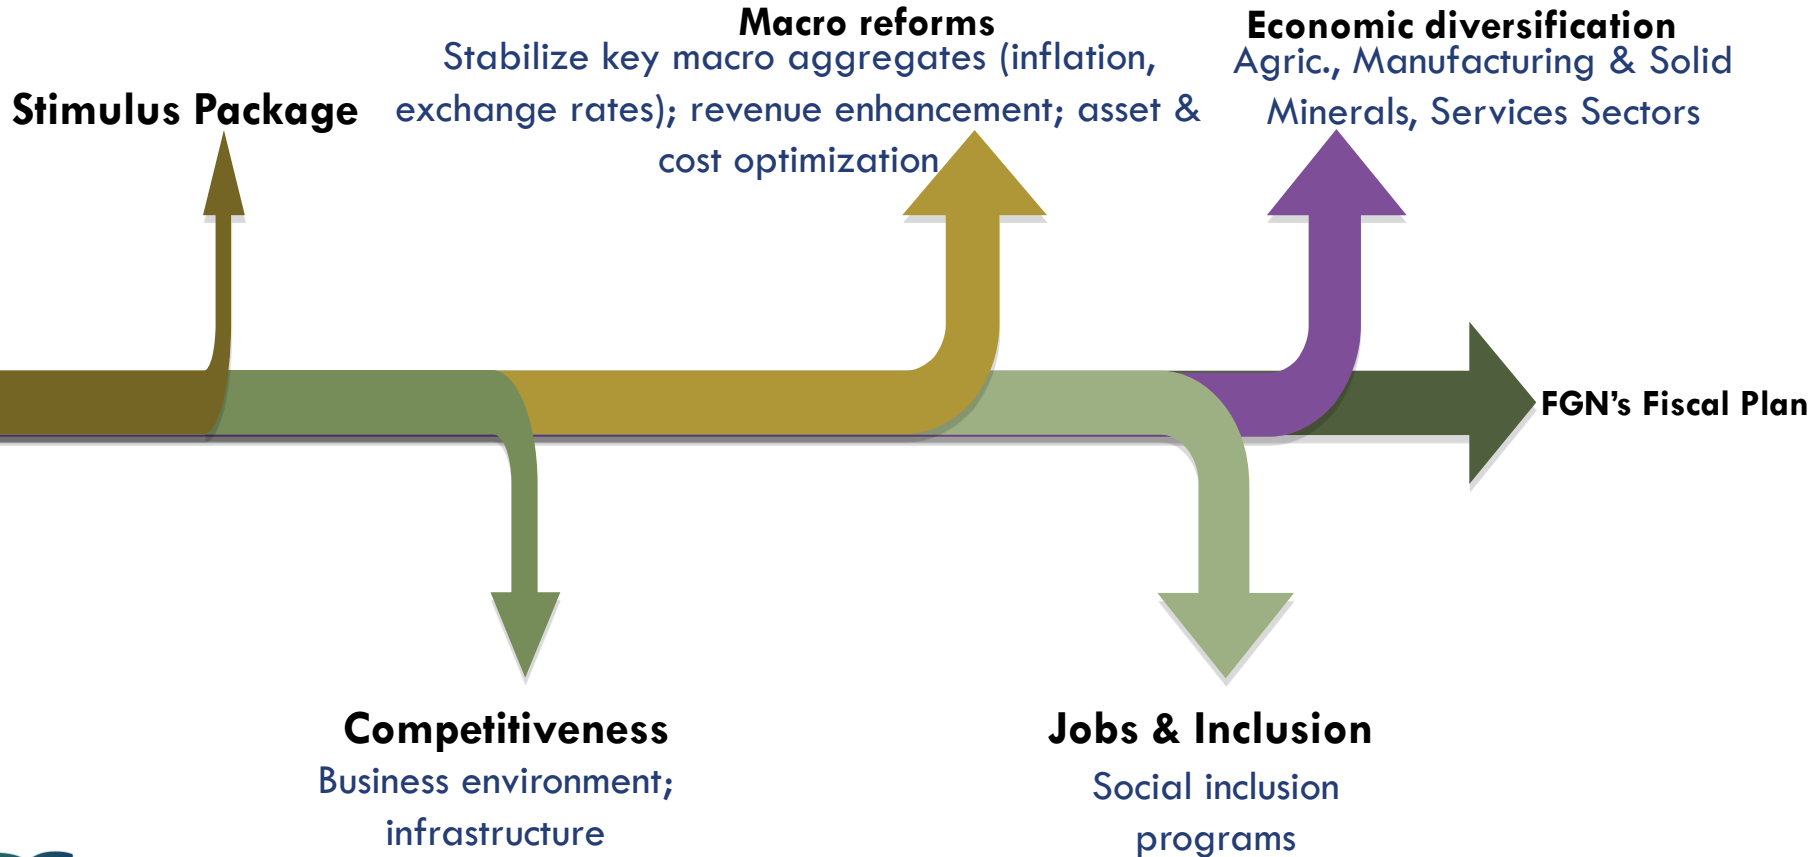 Stimulus Package
Macro reforms
Stabilize key macro aggregates (inflation,
exchange rates); revenue enhancement; asset &
cost optimization
Economic diversification
Agric., Manufacturing & Solid
Minerals, Services Sectors
FGN’s Fiscal Plan
Competitiveness
Business environment;
infrastructure
Jobs & Inclusion
Social inclusion
programs